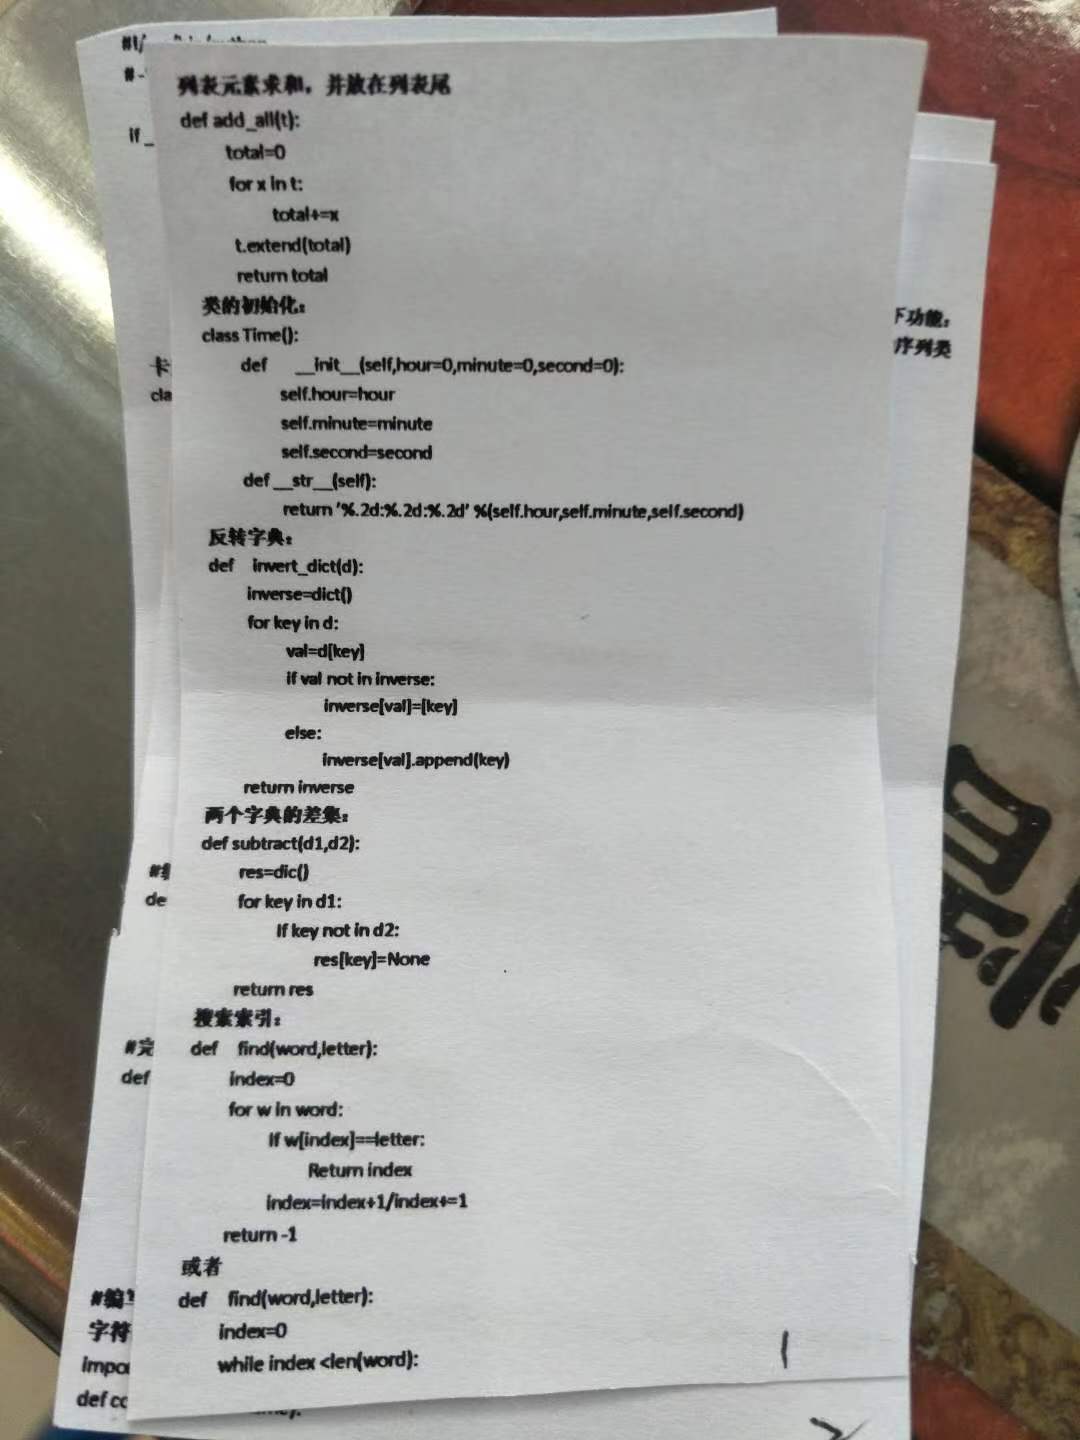 列表元素求和，并放在列表尾
def add_all(t):
total=0
for x in t:
total+=x
t.extend(total)
return total
类的初始化：
class Time():
def __init__(self,hour=0,minute=0,second=0):
self.hour=hour
self.minute=minute
self.second=second
def __str__(self):
return '%.2d:%.2d:%.2d' %(self.hour,self.minute,self.second)
反转字典：
def invert_dict(d):
inverse=dict()
for key in d:
val=d[key]
if val not in inverse:
inverse[val]=[key]
else:
inverse[val].append(key)
return inverse
两个字典的差集：
def subtract(d1,d2):
res=dic()
for key in d1:
If key not in d2:
res[key]=None
return res
搜索索引：
def find(word,letter):
index=0
for w in word:
If w[index]==letter:
Return index
index=index+1/index+=1
return -1
或者
def find(word,letter):
index=0
while index <len(word):
1
#!/
#-
if _
卡
cla
de
#完
def
#编写
字符
impo
def co
下功能：
序列类
2